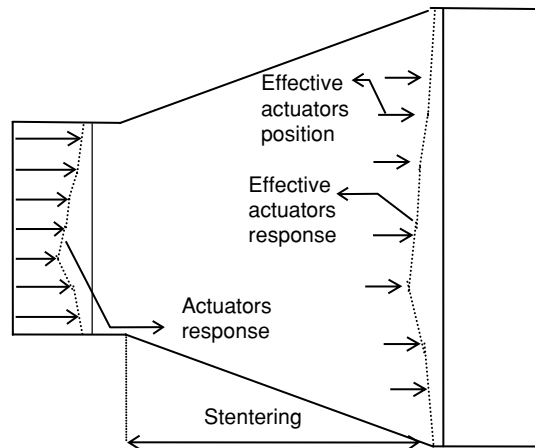 Effective
actuators
position
Effective
actuators
response
Actuators
response
Stentering